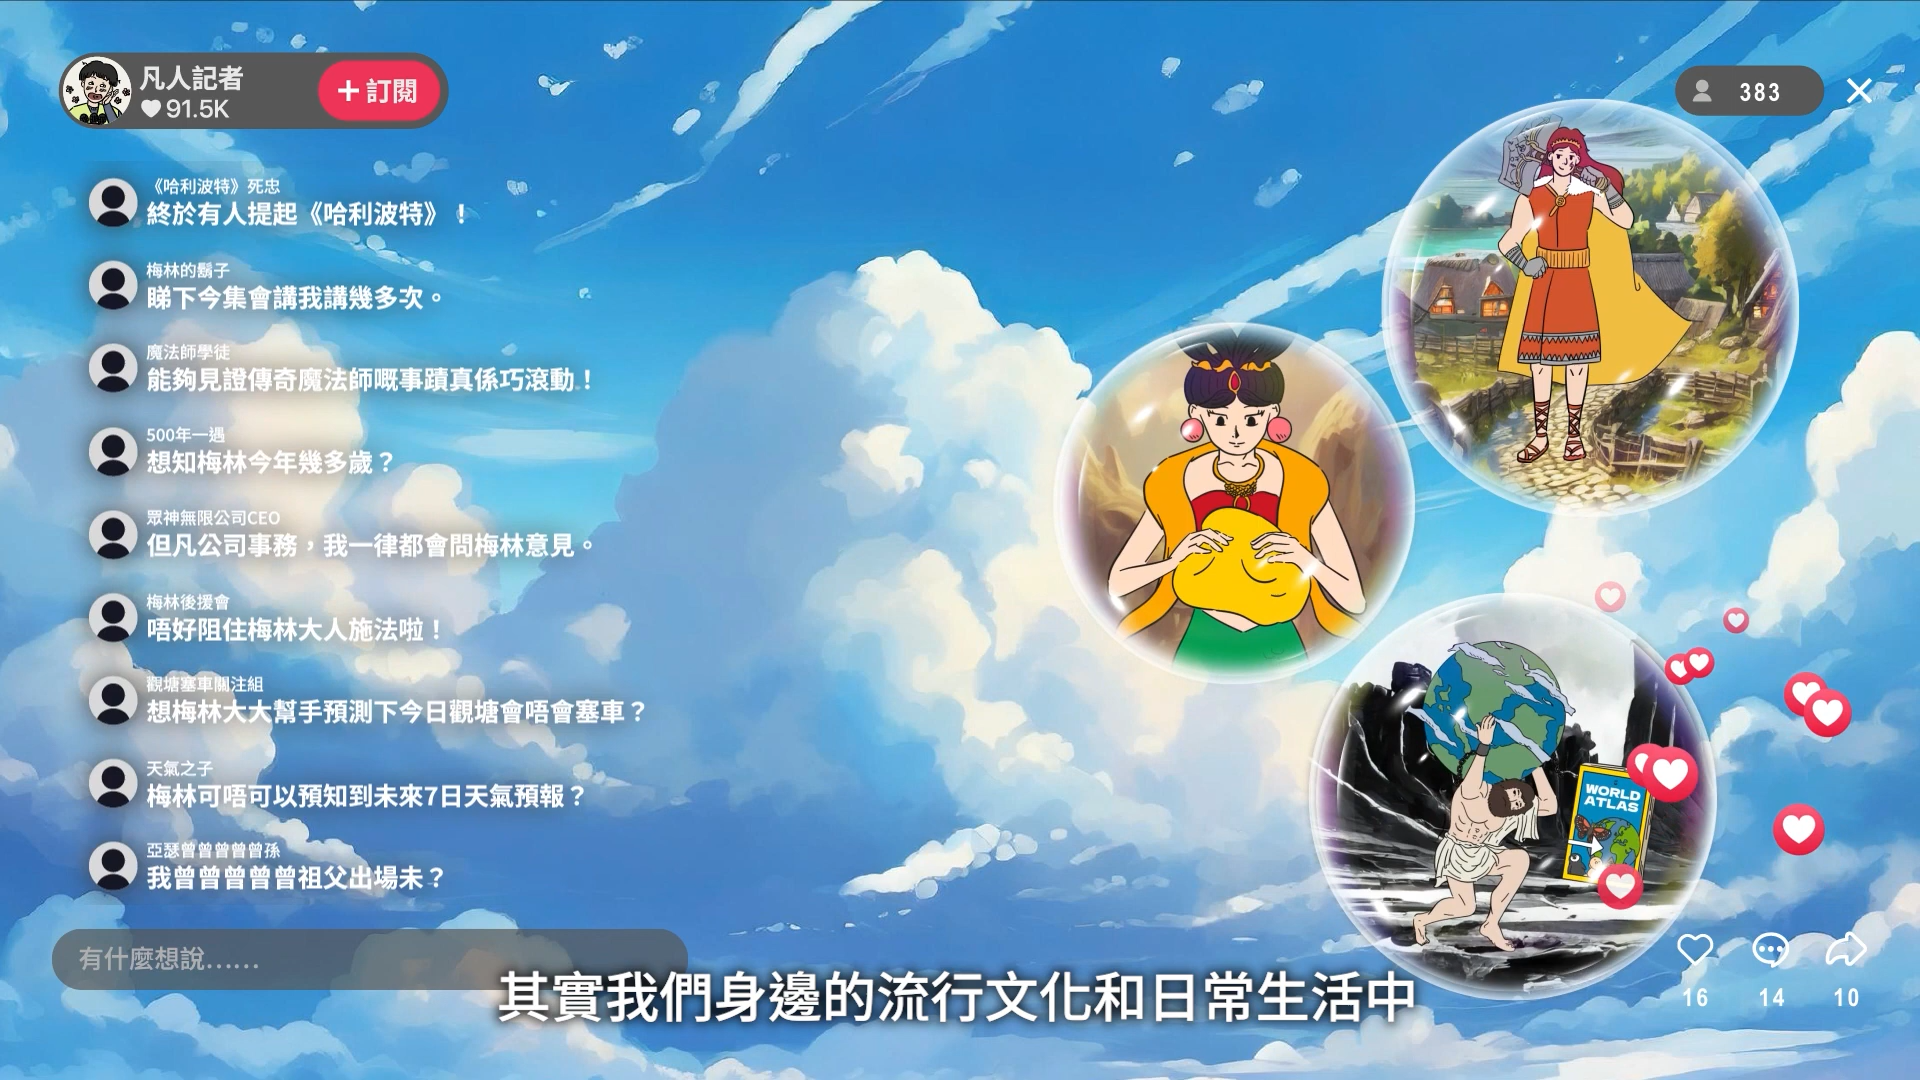 凡人記者
91.5K
+訂閱
383
《哈利波特》死忠
終於有人提起《哈利波特》！
梅林的鬍子
睇下今集會講我講幾多次。
魔法師學徒
能夠見證傳奇魔法師嘅事蹟真係巧滾動！
500年一遇
想知梅林今年幾多歲？
眾神無限公司CEO
但凡公司事務，我一律都會問梅林意見。
梅林後援會
唔好阻住梅林大人施法啦！
觀塘塞車關注組
想梅林大大幫手預測下今日觀塘會唔會塞車？
天氣之子
梅林可唔可以預知到未來7日天氣預報？
亞瑟曾曾曾曾曾孫
我曾曾曾曾曾祖父出場未？
WORLD
ATLAS
有什麼想說......
其實我們身邊的流行文化和日常生活中
16
14
10